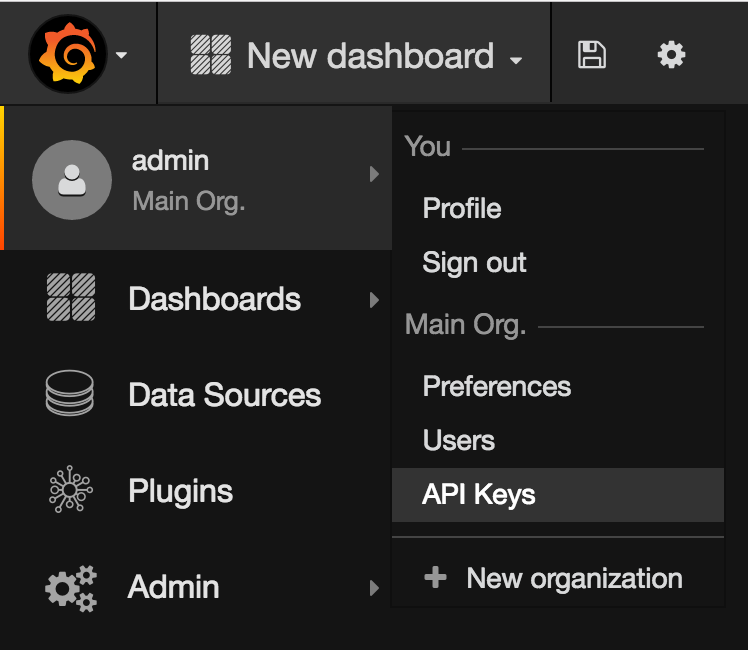 New dashboard
admin
Main Org.
Dashboards
Data Sources
Plugins
Admin
You
Profile
Sign out
Main Org.
Preferences
Users
API Keys
New organization